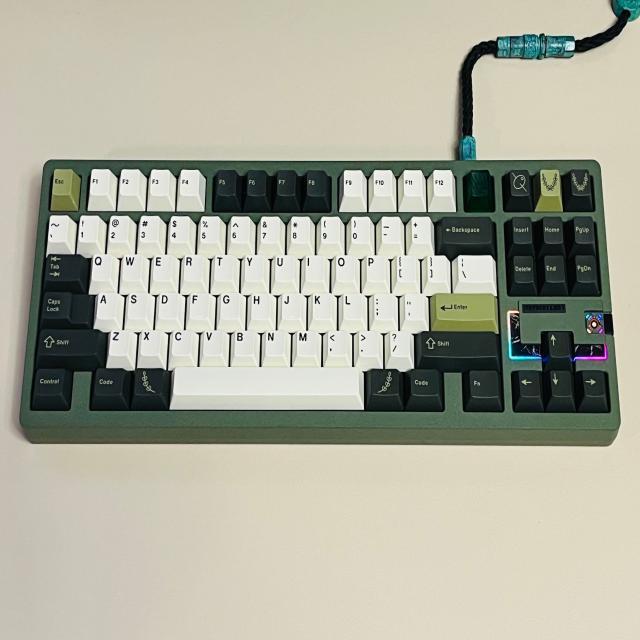 Esc F1 F2 F3 F4 F5 F6 F7 F8 F9 F10 F11 F12
~ ` ! 1 @ 2 # 3 $ 4 % 5 ^ 6 & 7 * 8 ( 9 ) 0 _ - + = ← Backspace Insert Home PgUp
Tab Q W E R T Y U I O P { [ } ] | \ Delete End PgDn
Caps Lock A S D F G H J K L : ; " ' Enter
Shift Z X C V B N M < , > . ? / Shift ↑
Control Code Code Fn ← ↓ →